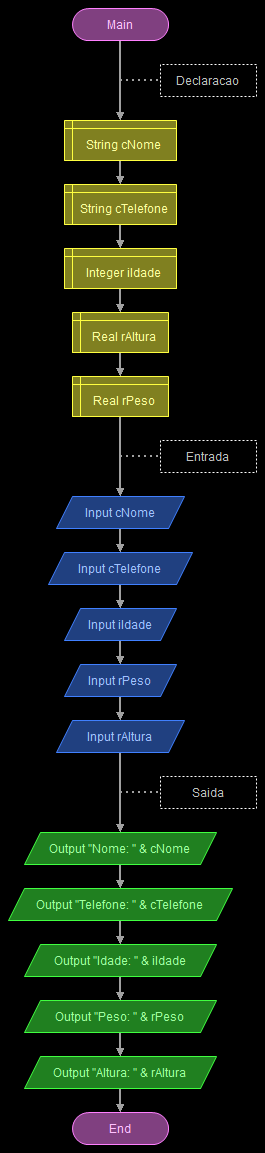 Main
Declaracao
String cNome
String cTelefone
Integer iIdade
Real rAltura
Real rPeso
Entrada
Input cNome
Input cTelefone
Input iIdade
Input rPeso
Input rAltura
Saida
Output "Nome: " & cNome
Output "Telefone: " & cTelefone
Output "Idade: " & iIdade
Output "Peso: " & rPeso
Output "Altura: " & rAltura
End